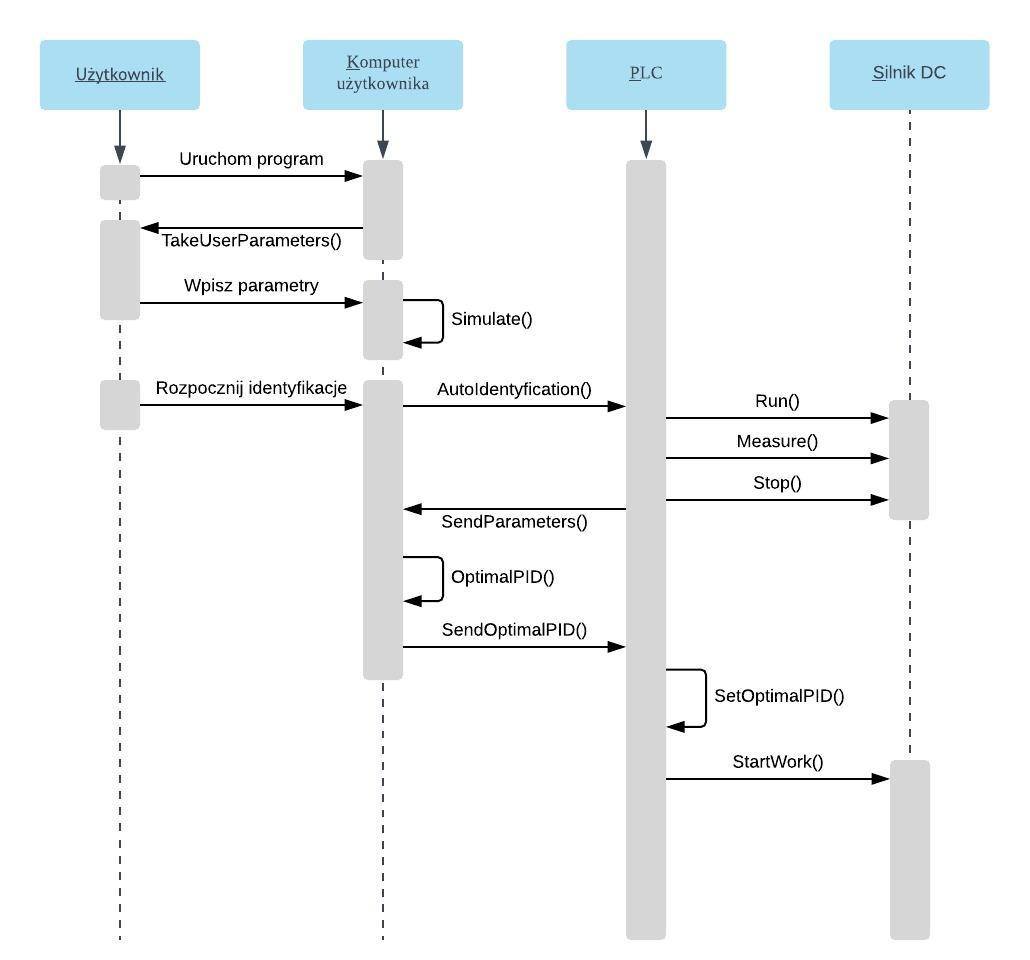 Użytkownik
Komputer
użytkownika
PLC
Silnik DC
Uruchom program
TakeUserParameters()
Wpisz parametry
Simulate()
Rozpocznij identyfikacje
AutoIdentyfication()
Run()
Measure()
Stop()
SendParameters()
OptimalPID()
SendOptimalPID()
SetOptimalPID()
StartWork()